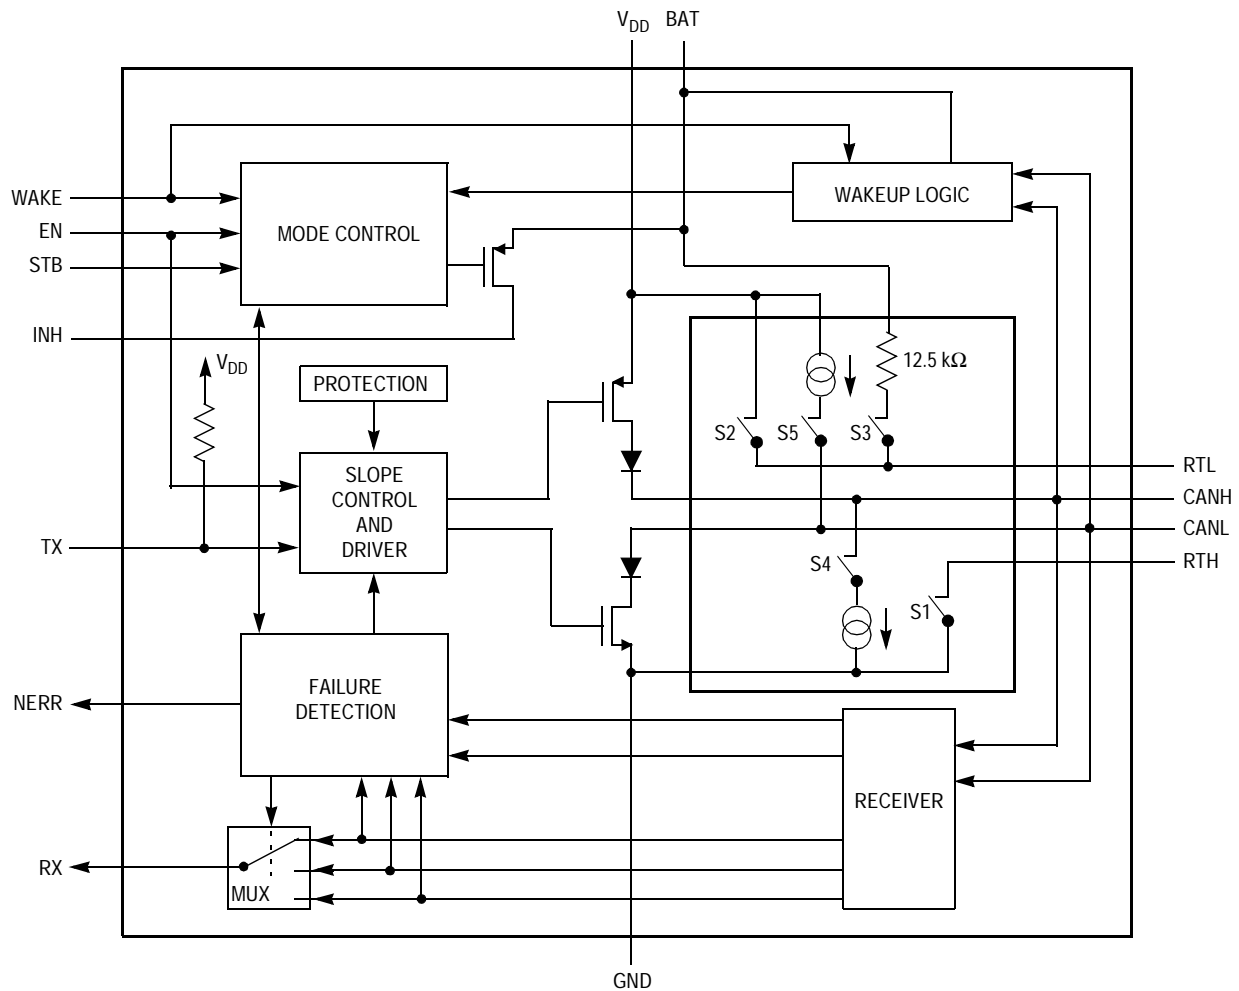 VDD BAT
WAKE
EN
STB
INH
MODE CONTROL
WAKEUP LOGIC
VDD
PROTECTION
12.5 kΩ
S2 S5 S3
SLOPE
CONTROL
AND
DRIVER
TX
RTL
CANH
CANL
RTH
S4
S1
NERR
FAILURE
DETECTION
RECEIVER
RX
MUX
GND